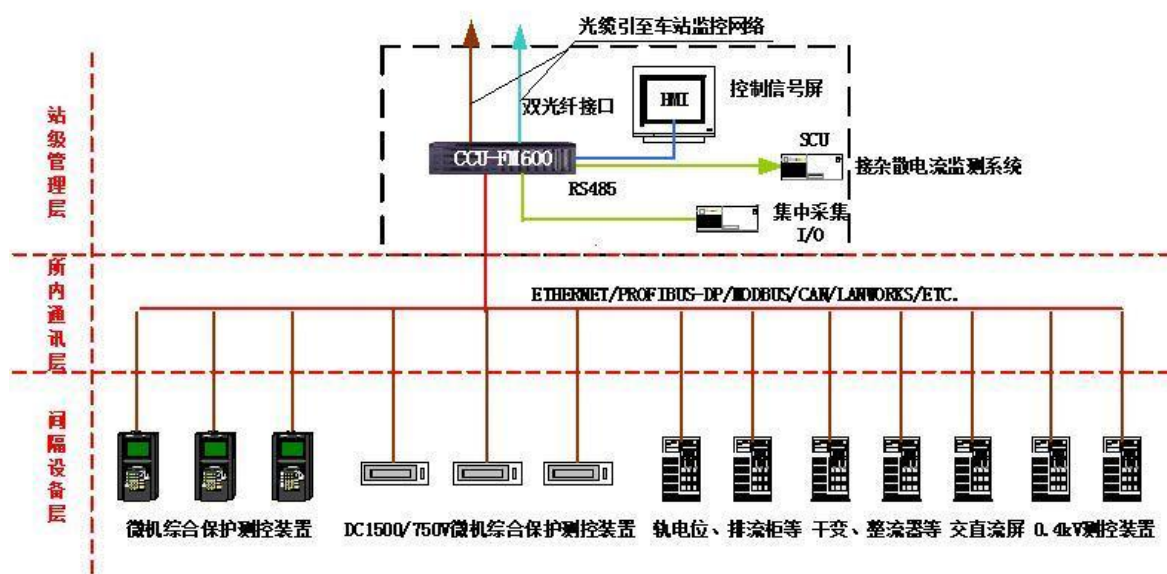 光缆引至车站监控网络
双光纤接口
HMI
控制信号屏
CCU-FM600
SCU
接杂散电流监测系统
RS485
集中采集
I/O
站级管理层
所内通讯层
ETHERNET/PROFIBUS-DP/MODBUS/CAN/LANWORKS/ETC.
间隔设备层
微机综合保护测控装置
DC1500/750V微机综合保护测控装置
轨电位、排流柜等
干变、整流器等
交直流屏
0.4kV测控装置